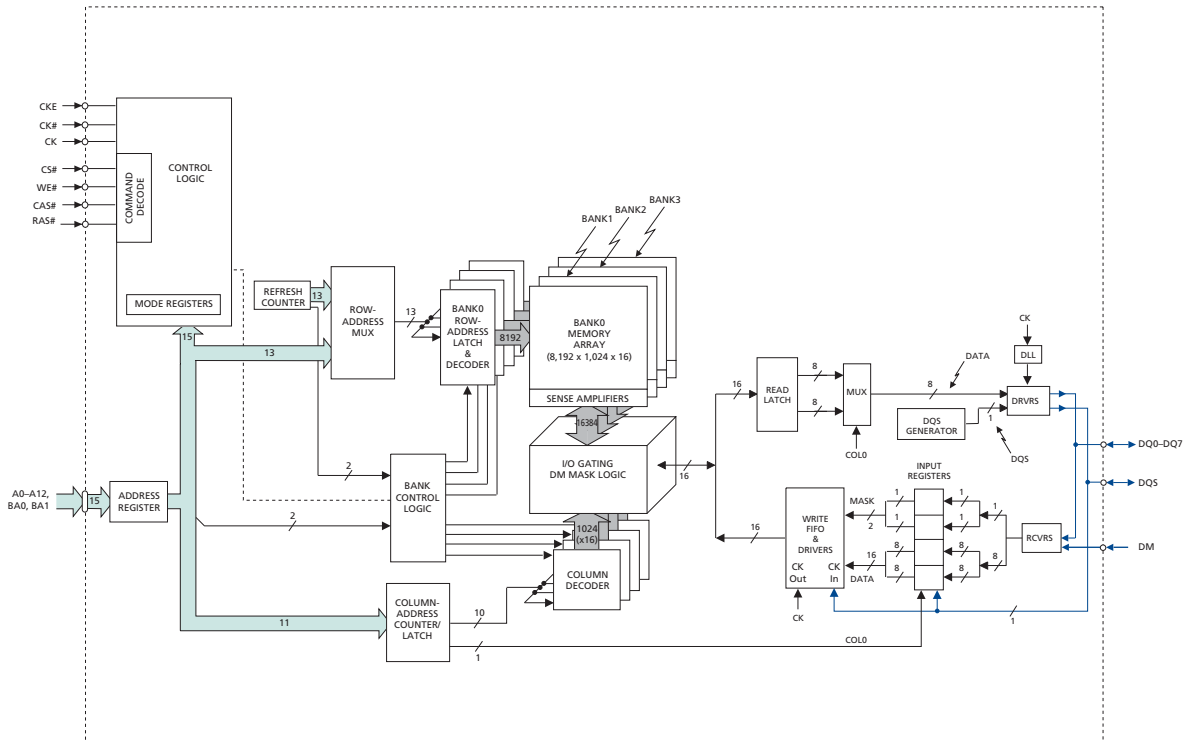 CKE
CK#
CK
CS#
WE#
CAS#
RAS#
COMMAND
DECODE
CONTROL
LOGIC
MODE REGISTERS
15
REFRESH
COUNTER
13
13
ROW-
ADDRESS
MUX
13
BANK0
ROW-
ADDRESS
LATCH
&
DECODER
8192
BANK1
BANK2
BANK3
BANK0
MEMORY
ARRAY
(8,192 x 1,024 x 16)
SENSE AMPLIFIERS
16384
I/O GATING
DM MASK LOGIC
16
2
2
BANK
CONTROL
LOGIC
A0–A12,
BA0, BA1
15
ADDRESS
REGISTER
11
COLUMN-
ADDRESS
COUNTER/
LATCH
10
1
1024
(x16)
COLUMN
DECODER
COL0
16
READ
LATCH
8
8
MUX
COL0
8
DATA
DQS
GENERATOR
1
DQS
CK
DLL
DRVRS
DQ0–DQ7
DQS
DM
INPUT
REGISTERS
16
WRITE
FIFO
&
DRIVERS
CK
Out
CK
In
CK
MASK
2
16
DATA
1
1
8
8
1
1
8
8
1
8
RCVRS
1